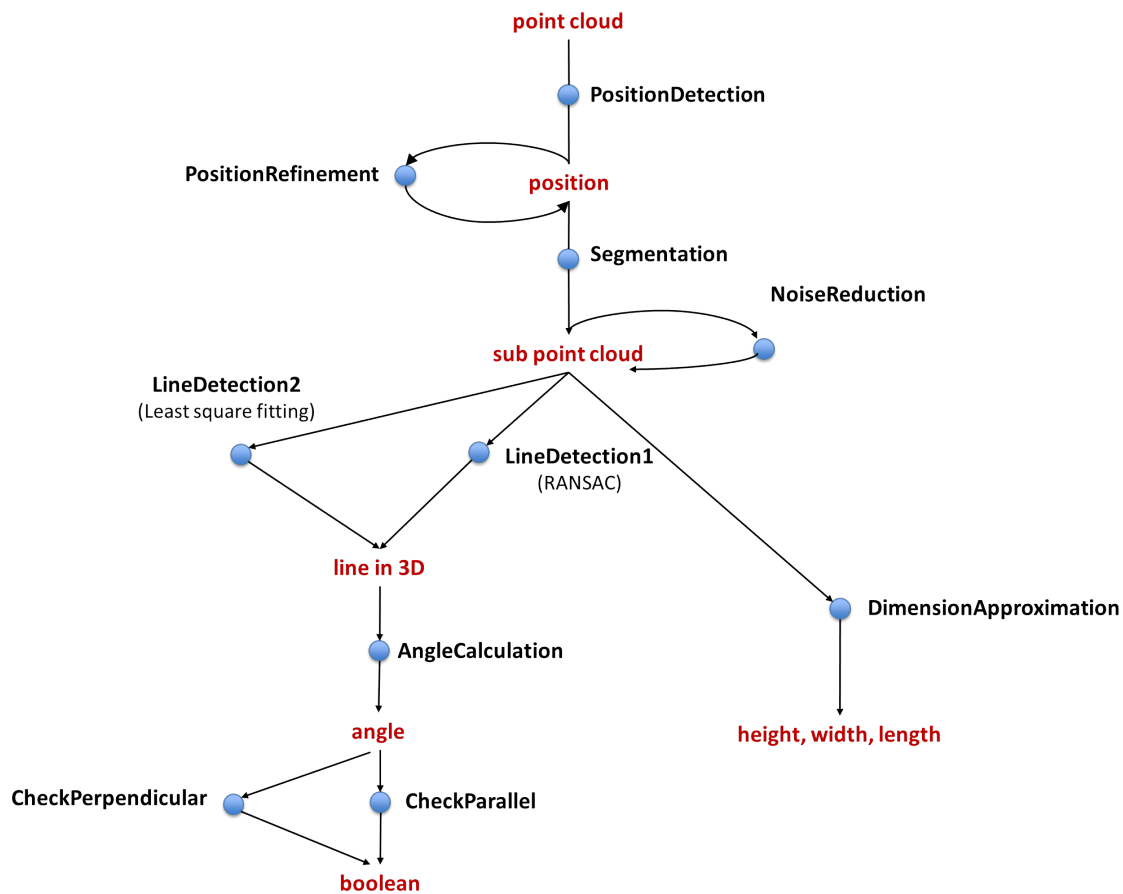 point cloud
PositionDetection
PositionRefinement
position
Segmentation
NoiseReduction
sub point cloud
LineDetection2
(Least square fitting)
LineDetection1
(RANSAC)
line in 3D
DimensionApproximation
AngleCalculation
angle
height, width, length
CheckPerpendicular
CheckParallel
boolean